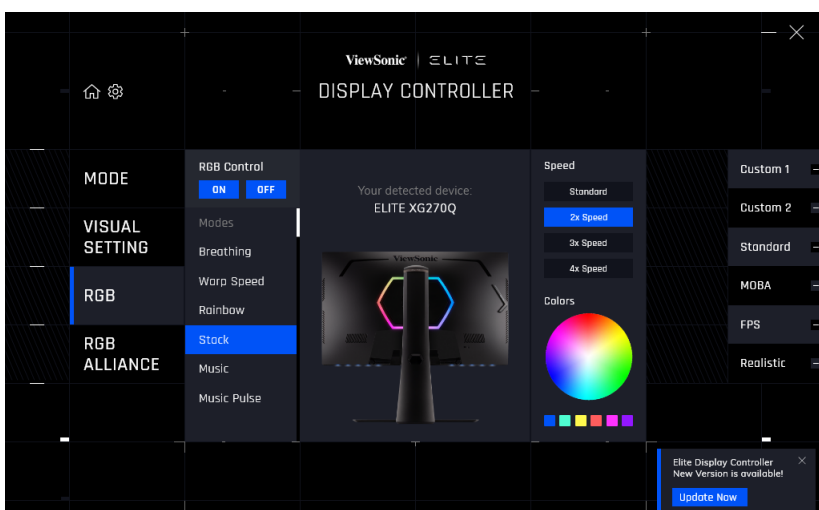 ViewSonic ELITE
DISPLAY CONTROLLER
MODE
VISUAL
SETTING
RGB
RGB
ALLIANCE
RGB Control
ON OFF
Modes
Breathing
Warp Speed
Rainbow
Stack
Music
Music Pulse
Your detected device:
ELITE XG270Q
ViewSonic
Speed
Standard
2x Speed
3x Speed
4x Speed
Colors
Custom 1
Custom 2
Standard
MOBA
FPS
Realistic
Elite Display Controller
New Version is available!
Update Now